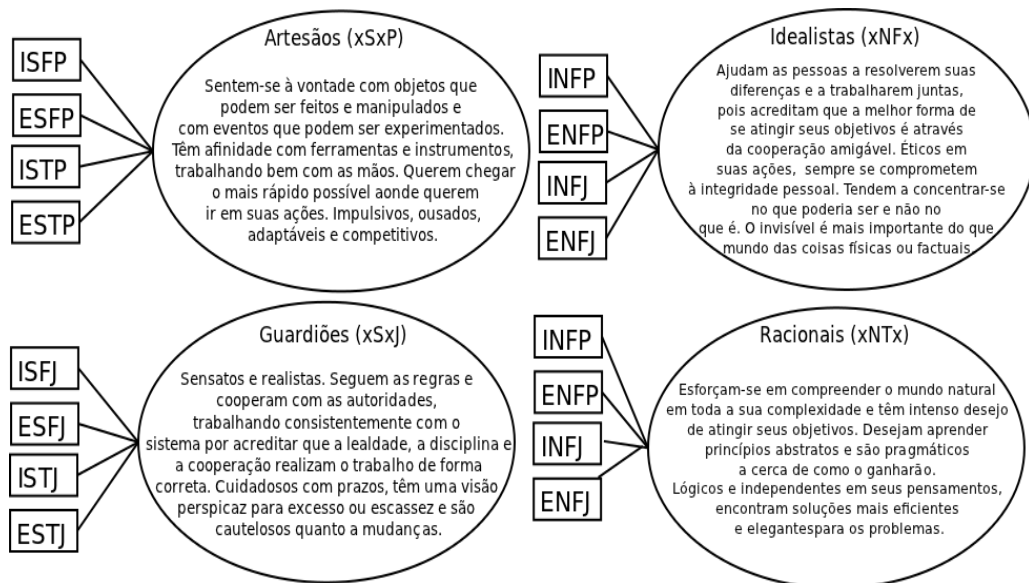 ISFP
ESFP
ISTP
ESTP
Artesãos (xSxP)
Sentem-se à vontade com objetos que
podem ser feitos e manipulados e
com eventos que podem ser experimentados.
Têm afinidade com ferramentas e instrumentos,
trabalhando bem com as mãos. Querem chegar
o mais rápido possível aonde querem
ir em suas ações. Impulsivos, ousados,
adaptáveis e competitivos.
INFP
ENFP
INFJ
ENFJ
Idealistas (xNFx)
Ajudam as pessoas a resolverem suas
diferenças e a trabalharem juntas,
pois acreditam que a melhor forma de
se atingir seus objetivos é através
da cooperação amigável. Éticos em
suas ações, sempre se comprometem
à integridade pessoal. Tendem a concentrar-se
no que poderia ser e não no
que é. O invisível é mais importante do que
mundo das coisas físicas ou factuais.
ISFJ
ESFJ
ISTJ
ESTJ
Guardiões (xSxJ)
Sensatos e realistas. Seguem as regras e
cooperam com as autoridades,
trabalhando consistentemente com o
sistema por acreditar que a lealdade, a disciplina e
a cooperação realizam o trabalho de forma
correta. Cuidadosos com prazos, têm uma visão
perspicaz para excesso ou escassez e são
cautelosos quanto a mudanças.
INFP
ENFP
INFJ
ENFJ
Racionais (xNTx)
Esforçam-se em compreender o mundo natural
em toda a sua complexidade e têm intenso desejo
de atingir seus objetivos. Desejam aprender
princípios abstratos e são pragmáticos
a cerca de como o ganharão.
Lógicos e independentes em seus pensamentos,
encontram soluções mais eficientes
e elegantespara os problemas.